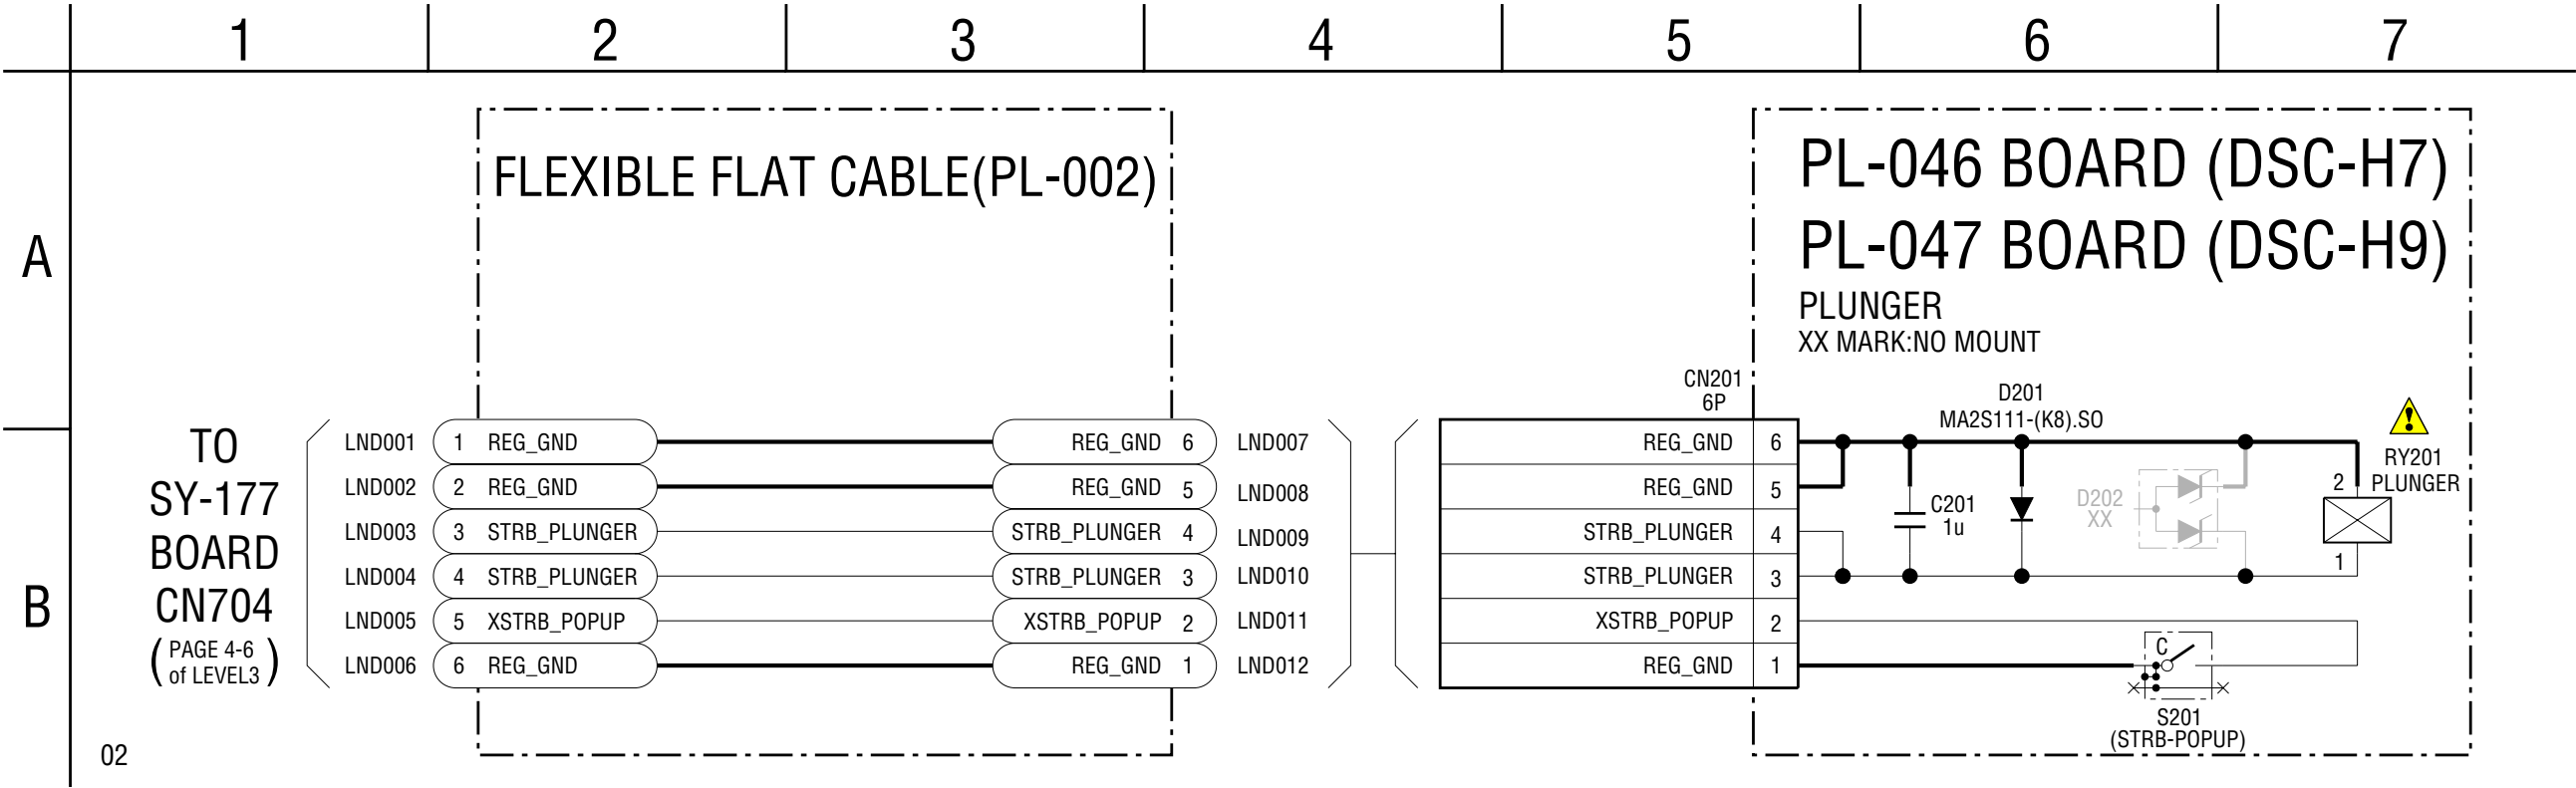 1 2 3 4 5 6 7
A
B
FLEXIBLE FLAT CABLE(PL-002)
PL-046 BOARD (DSC-H7)
PL-047 BOARD (DSC-H9)
PLUNGER
XX MARK:NO MOUNT
TO
SY-177
BOARD
CN704
(PAGE 4-6
of LEVEL3)
LND001 1 REG_GND
LND002 2 REG_GND
LND003 3 STRB_PLUNGER
LND004 4 STRB_PLUNGER
LND005 5 XSTRB_POPUP
LND006 6 REG_GND
REG_GND 6 LND007
REG_GND 5 LND008
STRB_PLUNGER 4 LND009
STRB_PLUNGER 3 LND010
XSTRB_POPUP 2 LND011
REG_GND 1 LND012
CN201
6P
REG_GND 6
REG_GND 5
STRB_PLUNGER 4
STRB_PLUNGER 3
XSTRB_POPUP 2
REG_GND 1
C201
1u
D201
MA2S111-(K8).SO
D202
XX
!
RY201
PLUNGER
2
1
C
S201
(STRB-POPUP)
02